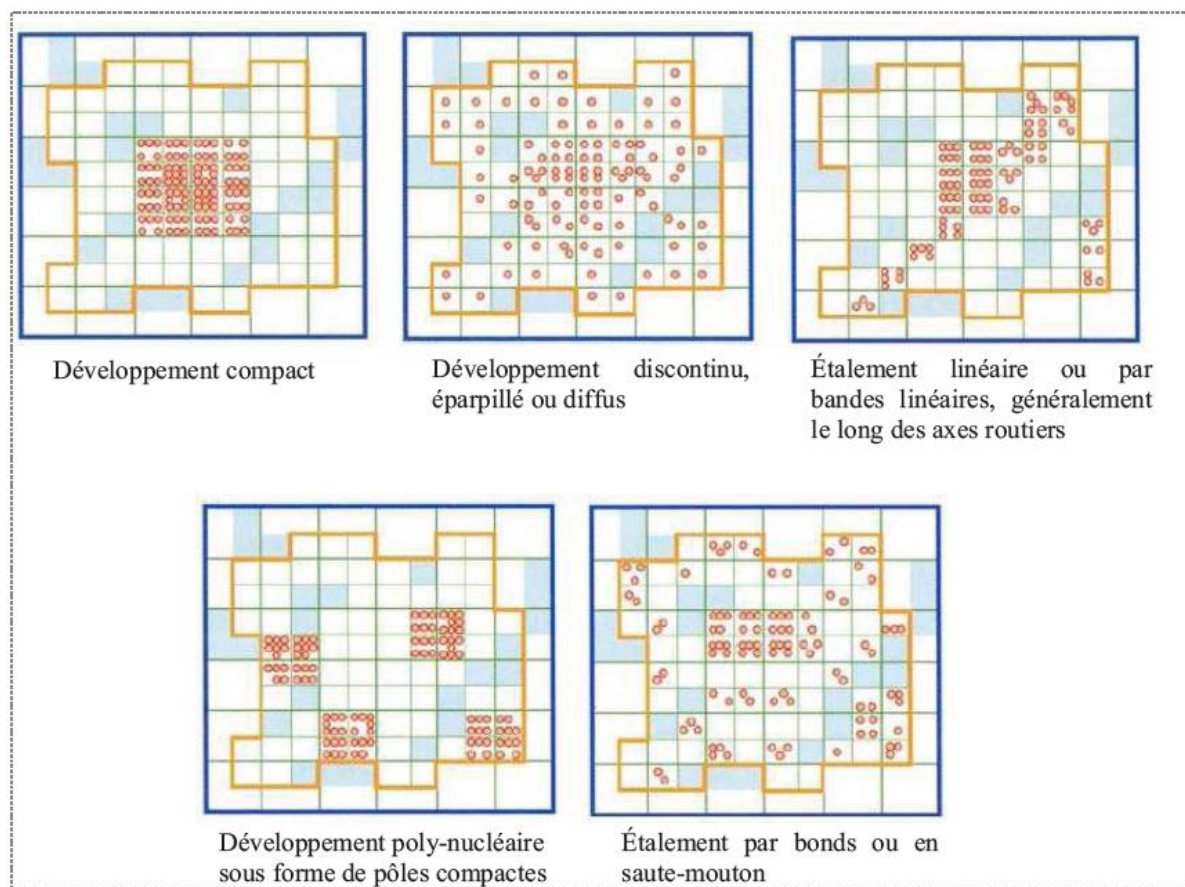 Développement compact
Développement discontinu,
éparpillé ou diffus
Étalement linéaire ou par
bandes linéaires, généralement
le long des axes routiers
Développement poly-nucléaire
sous forme de pôles compactes
Étalement par bonds ou en
saute-mouton